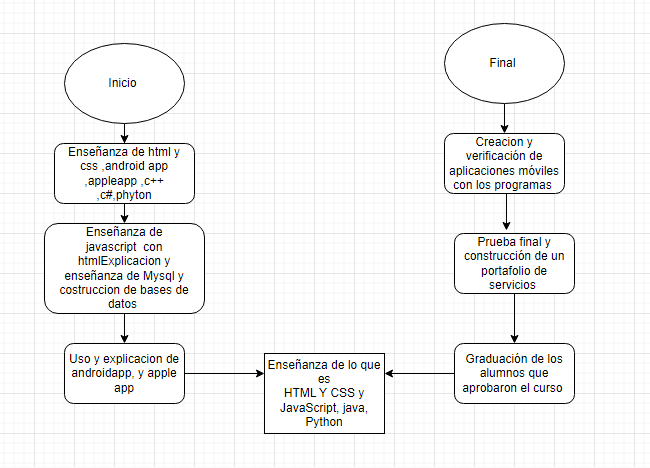 Inicio
Enseñanza de html y
css ,android app
,appleapp ,c++
,c#,phyton
Enseñanza de
javascript con
htmlExplicacion y
enseñanza de Mysql y
costruccion de bases de
datos
Uso y explicacion de
androidapp, y apple
app
Enseñanza de lo que
es
HTML Y CSS y
JavaScript, java,
Python
Final
Creacion y
verificación de
aplicaciones móviles
con los programas
Prueba final y
construcción de un
portafolio de
servicios
Graduación de los
alumnos que
aprobaron el curso